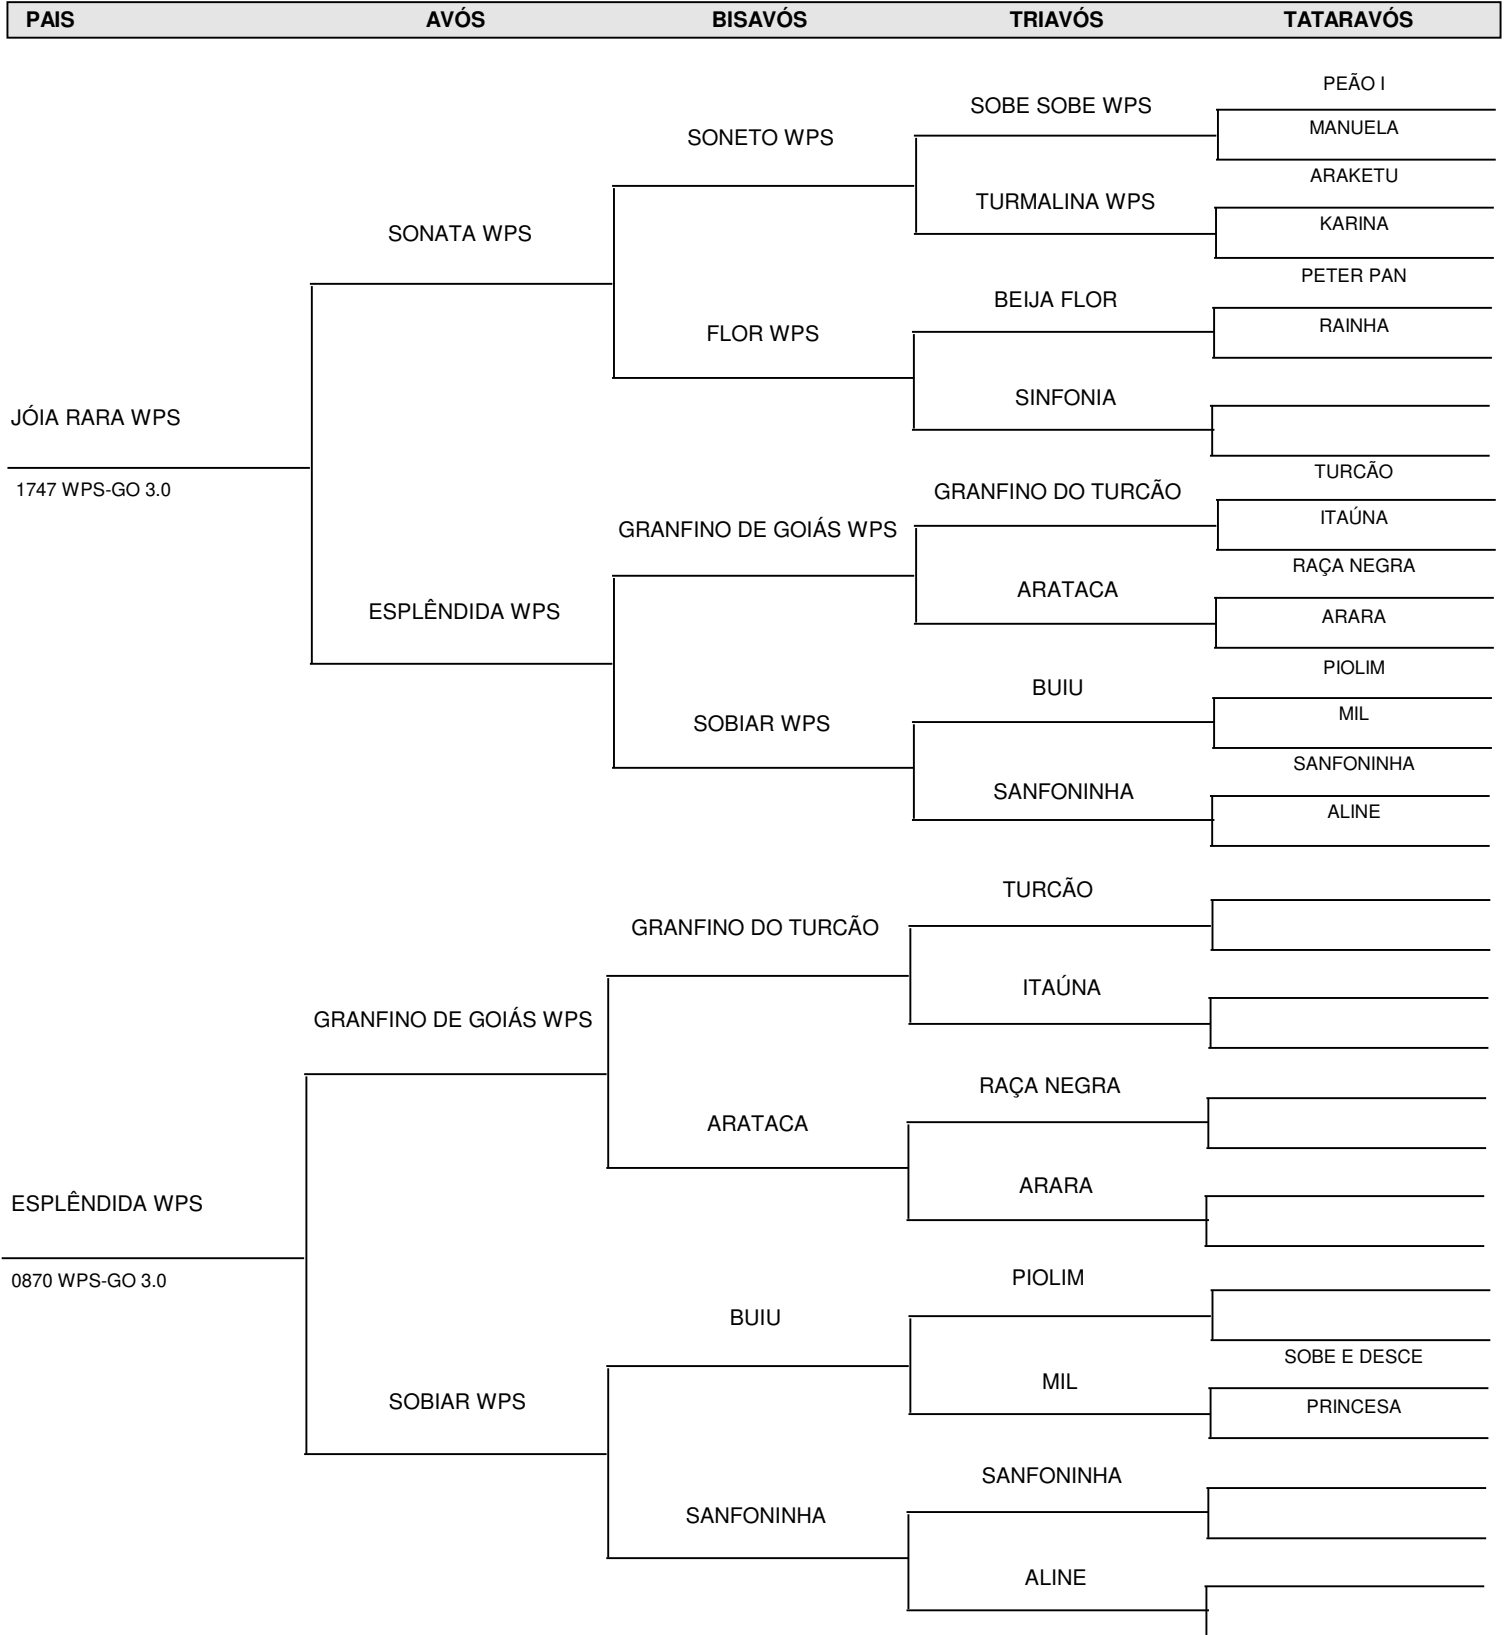 PAIS AVÓS BISAVÓS TRIAVÓS TATARAVÓS
PEÃO I
SOBE SOBE WPS
MANUELA
SONETO WPS
ARAKETU
TURMALINA WPS
KARINA
SONATA WPS
PETER PAN
BEIJA FLOR
RAINHA
FLOR WPS
SINFONIA
JÓIA RARA WPS
TURCÃO
1747 WPS-GO 3.0
GRANFINO DO TURCÃO
ITAÚNA
GRANFINO DE GOIÁS WPS
RAÇA NEGRA
ARATACA
ESPLÊNDIDA WPS
ARARA
PIOLIM
BUIU
MIL
SOBIAR WPS
SANFONINHA
SANFONINHA
ALINE
TURCÃO
GRANFINO DO TURCÃO
ITAÚNA
GRANFINO DE GOIÁS WPS
RAÇA NEGRA
ARATACA
ARARA
ESPLÊNDIDA WPS
0870 WPS-GO 3.0
PIOLIM
BUIU
SOBE E DESCE
MIL
SOBIAR WPS
PRINCESA
SANFONINHA
SANFONINHA
ALINE